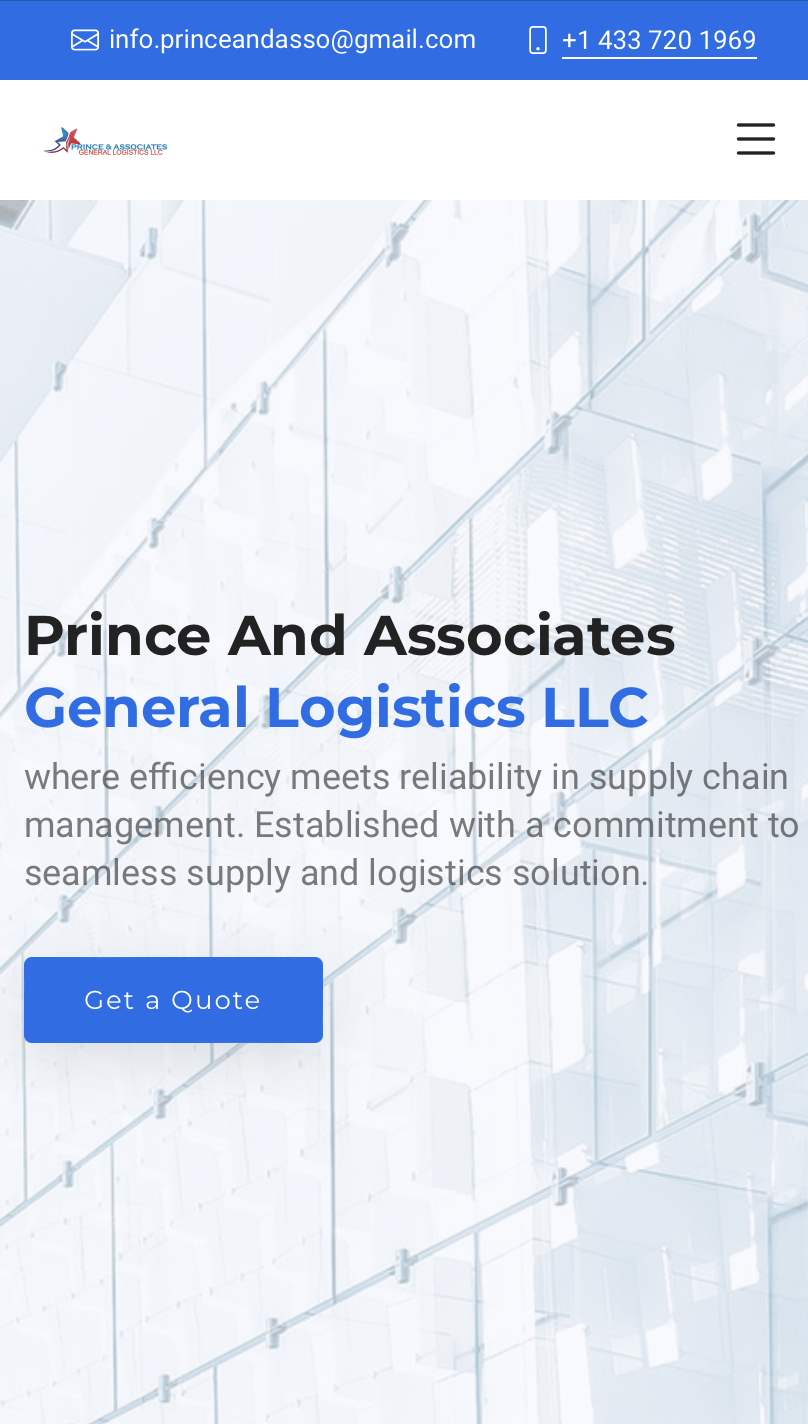 info.princeandasso@gmail.com +1 433 720 1969
PRINCE & ASSOCIATES
GENERAL LOGISTICS LLC
Prince And Associates
General Logistics LLC
where efficiency meets reliability in supply chain
management. Established with a commitment to
seamless supply and logistics solution.
Get a Quote